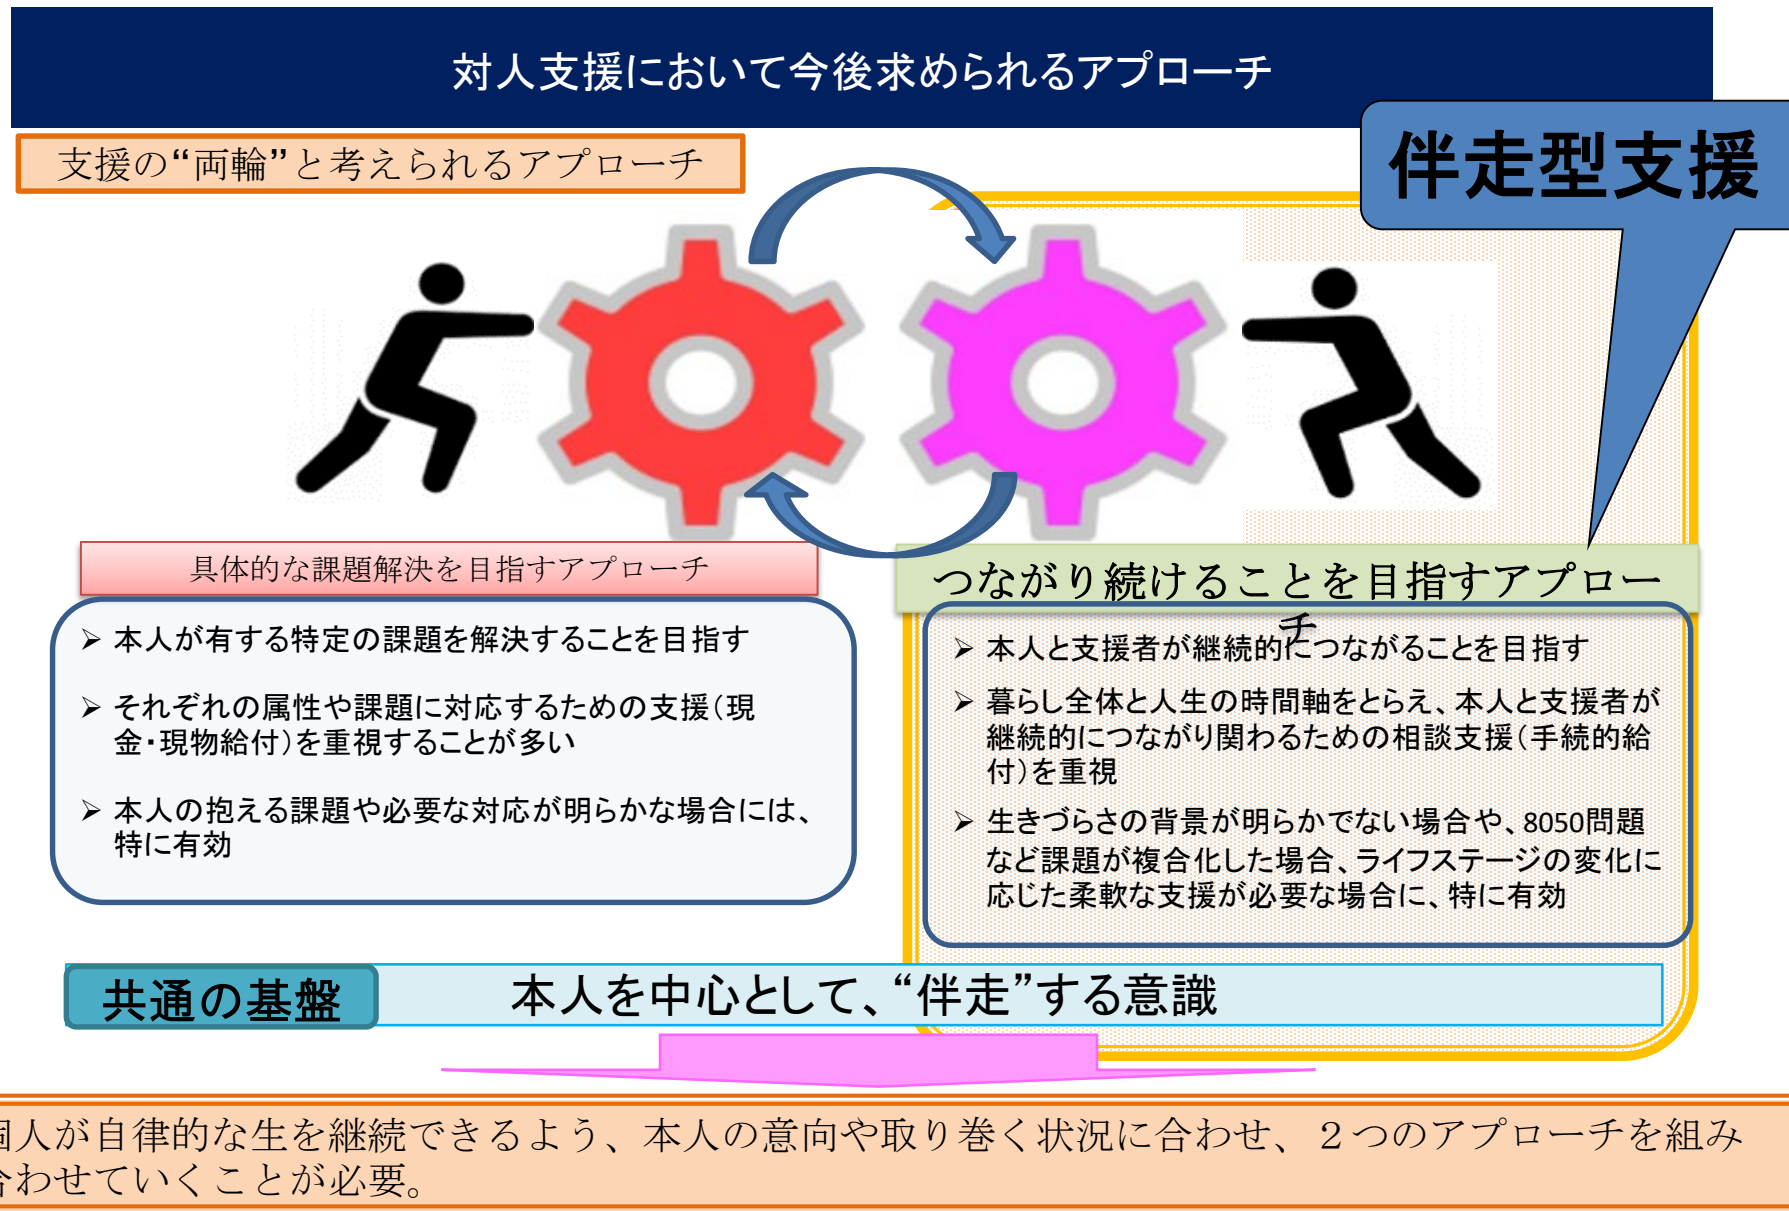 対人支援において今後求められるアプローチ
支援の“両輪”と考えられるアプローチ
伴走型支援
具体的な課題解決を目指すアプローチ
➢ 本人が有する特定の課題を解決することを目指す
➢ それぞれの属性や課題に対応するための支援（現
金・現物給付）を重視することが多い
➢ 本人の抱える課題や必要な対応が明らかな場合には、
特に有効
つながり続けることを目指すアプロー
チ
➢ 本人と支援者が継続的につながることを目指す
➢ 暮らし全体と人生の時間軸をとらえ、本人と支援者が
継続的につながり関わるための相談支援（手続的給
付）を重視
➢ 生きづらさの背景が明らかでない場合や、8050問題
など課題が複合化した場合、ライフステージの変化に
応じた柔軟な支援が必要な場合に、特に有効
共通の基盤
本人を中心として、“伴走”する意識
個人が自律的な生を継続できるよう、本人の意向や取り巻く状況に合わせ、２つのアプローチを組み
合わせていくことが必要。